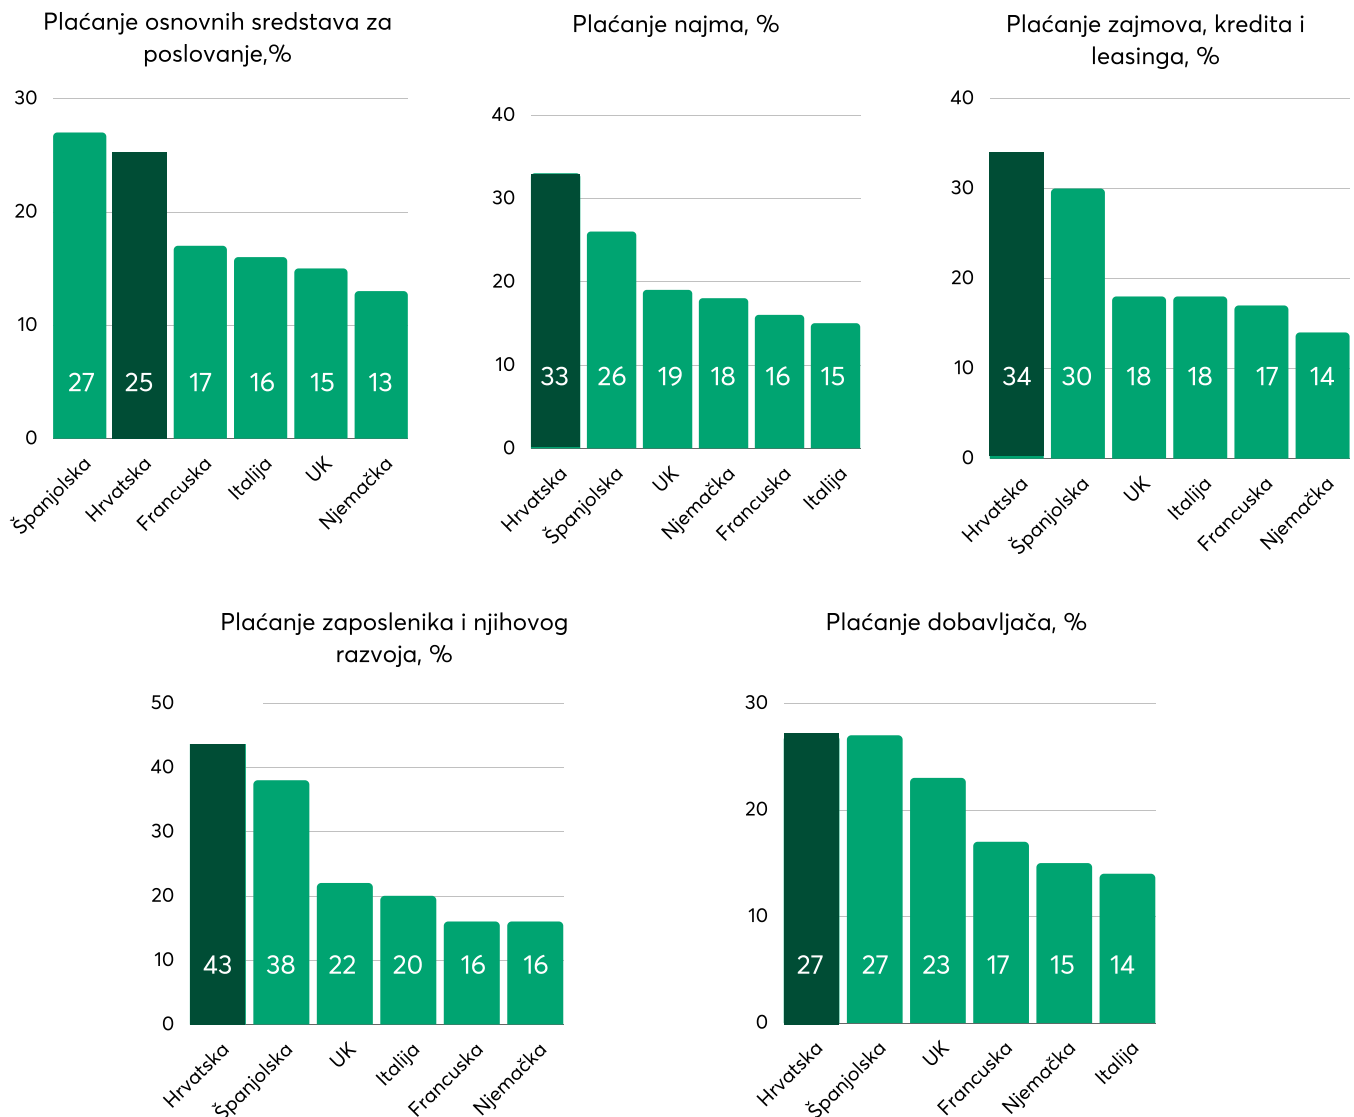 Plaćanje osnovnih sredstava za
poslovanje,%
30
20
10
0
27
25
17
16
15
13
Španjolska
Hrvatska
Francuska
Italija
UK
Njemačka
Plaćanje najma, %
40
30
20
10
0
33
26
19
18
16
15
Hrvatska
Španjolska
UK
Njemačka
Francuska
Italija
Plaćanje zajmova, kredita i
leasinga, %
40
30
20
10
0
34
30
18
18
17
14
Hrvatska
Španjolska
UK
Italija
Francuska
Njemačka
Plaćanje zaposlenika i njihovog
razvoja, %
50
40
30
20
10
0
43
38
22
20
16
16
Hrvatska
Španjolska
UK
Italija
Francuska
Njemačka
Plaćanje dobavljača, %
30
20
10
0
27
27
23
17
15
14
Hrvatska
Španjolska
UK
Francuska
Njemačka
Italija